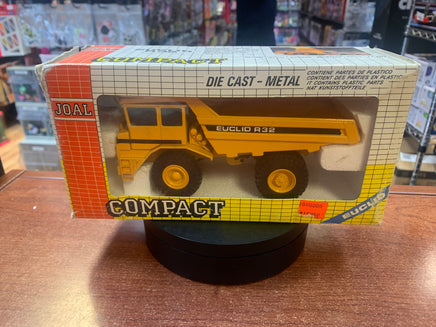 COMPACT
DIE CAST - METAL
CONTIENE PARTES DE PLASTICO
CONTIENT DES PARTIES EN PLASTIC
IT CONTAINS PLASTIC PARTS
HAT KUNSTSTOFFTEILE
JOAL
EUCLID R32
COMPACT
EUCLID